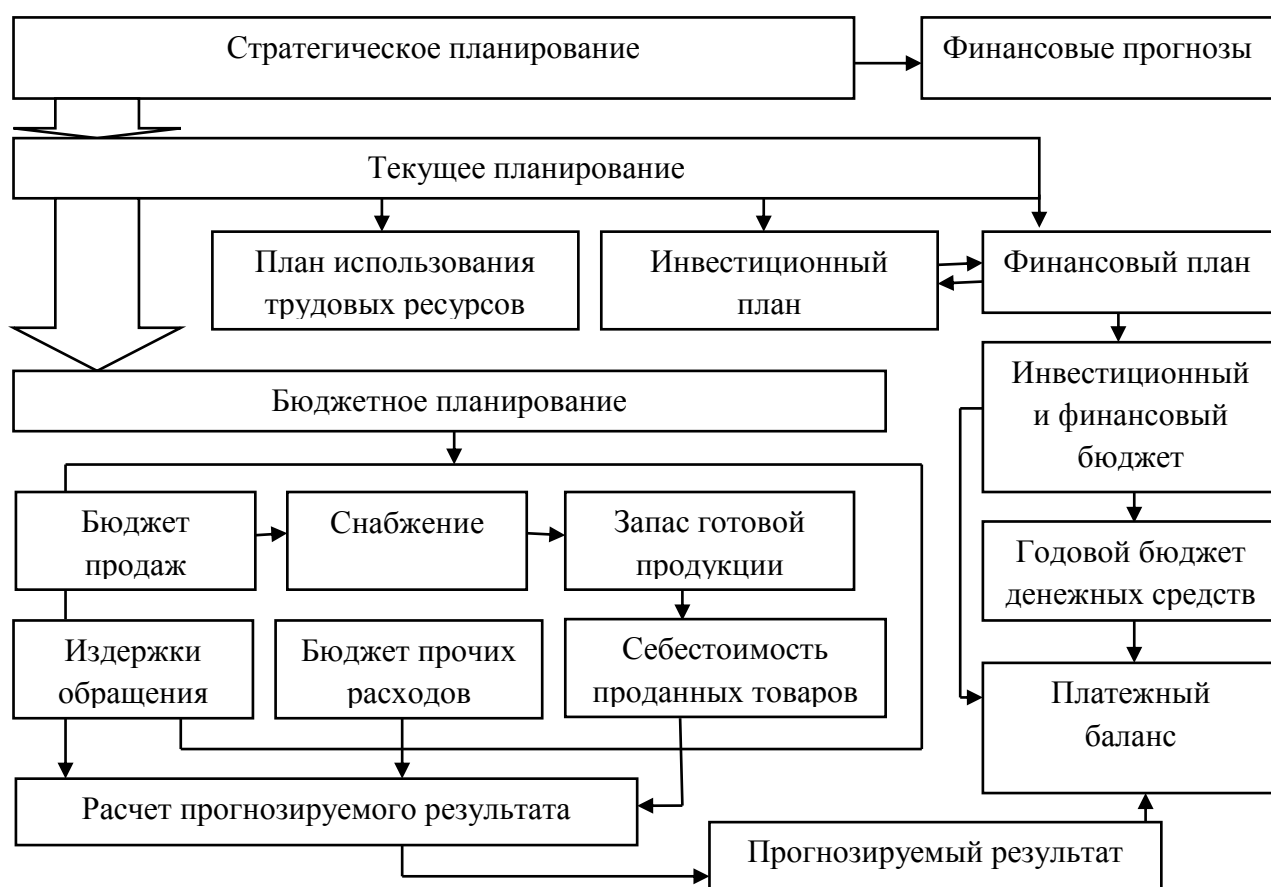 Стратегическое планирование
Финансовые прогнозы
Текущее планирование
План использования
трудовых ресурсов
Инвестиционный
план
Финансовый план
Бюджетное планирование
Инвестиционный
и финансовый
бюджет
Бюджет
продаж
Снабжение
Запас готовой
продукции
Годовой бюджет
денежных средств
Издержки
обращения
Бюджет прочих
расходов
Себестоимость
проданных товаров
Платежный
баланс
Расчет прогнозируемого результата
Прогнозируемый результат